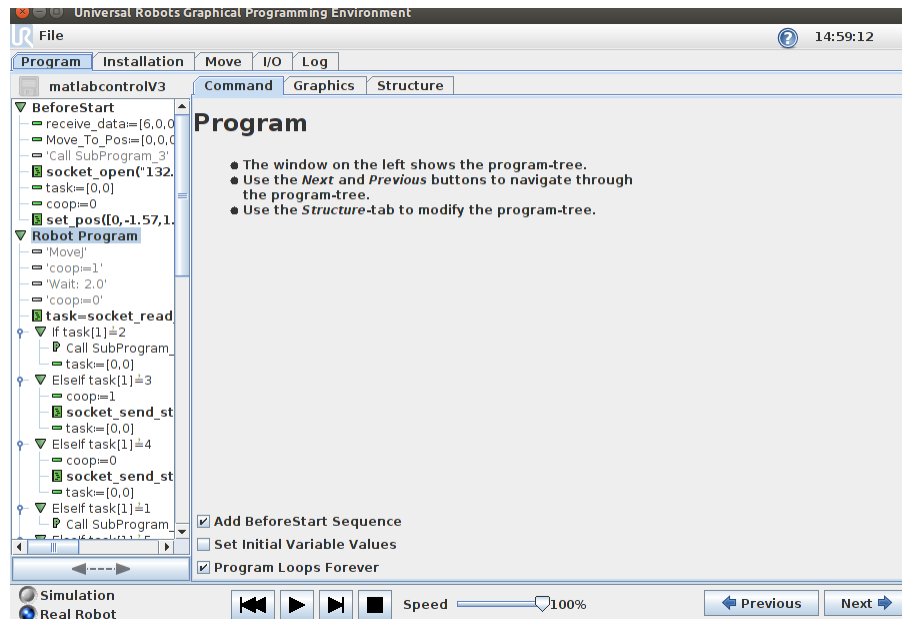 Universal Robots Graphical Programming Environment
UR File 14:59:12
Program Installation Move I/O Log
matlabcontrolV3 Command Graphics Structure
BeforeStart
receive_data≔[6,0,0
Move_To_Pos≔[0,0,0
'Call SubProgram_3'
socket_open("132.
task≔[0,0]
coop≔0
set_pos([0,-1.57,1.
Robot Program
'MoveJ'
'coop≔1'
'Wait: 2.0'
'coop≔0'
task=socket_read_
If task[1]≟2
Call SubProgram_
task≔[0,0]
ElseIf task[1]≟3
coop≔1
socket_send_st
task≔[0,0]
ElseIf task[1]≟4
coop≔0
socket_send_st
task≔[0,0]
ElseIf task[1]≟1
Call SubProgram_
Program
The window on the left shows the program-tree.
Use the Next and Previous buttons to navigate through
the program-tree.
Use the Structure-tab to modify the program-tree.
Add BeforeStart Sequence
Set Initial Variable Values
Program Loops Forever
Simulation
Real Robot
Speed 100%
Previous Next